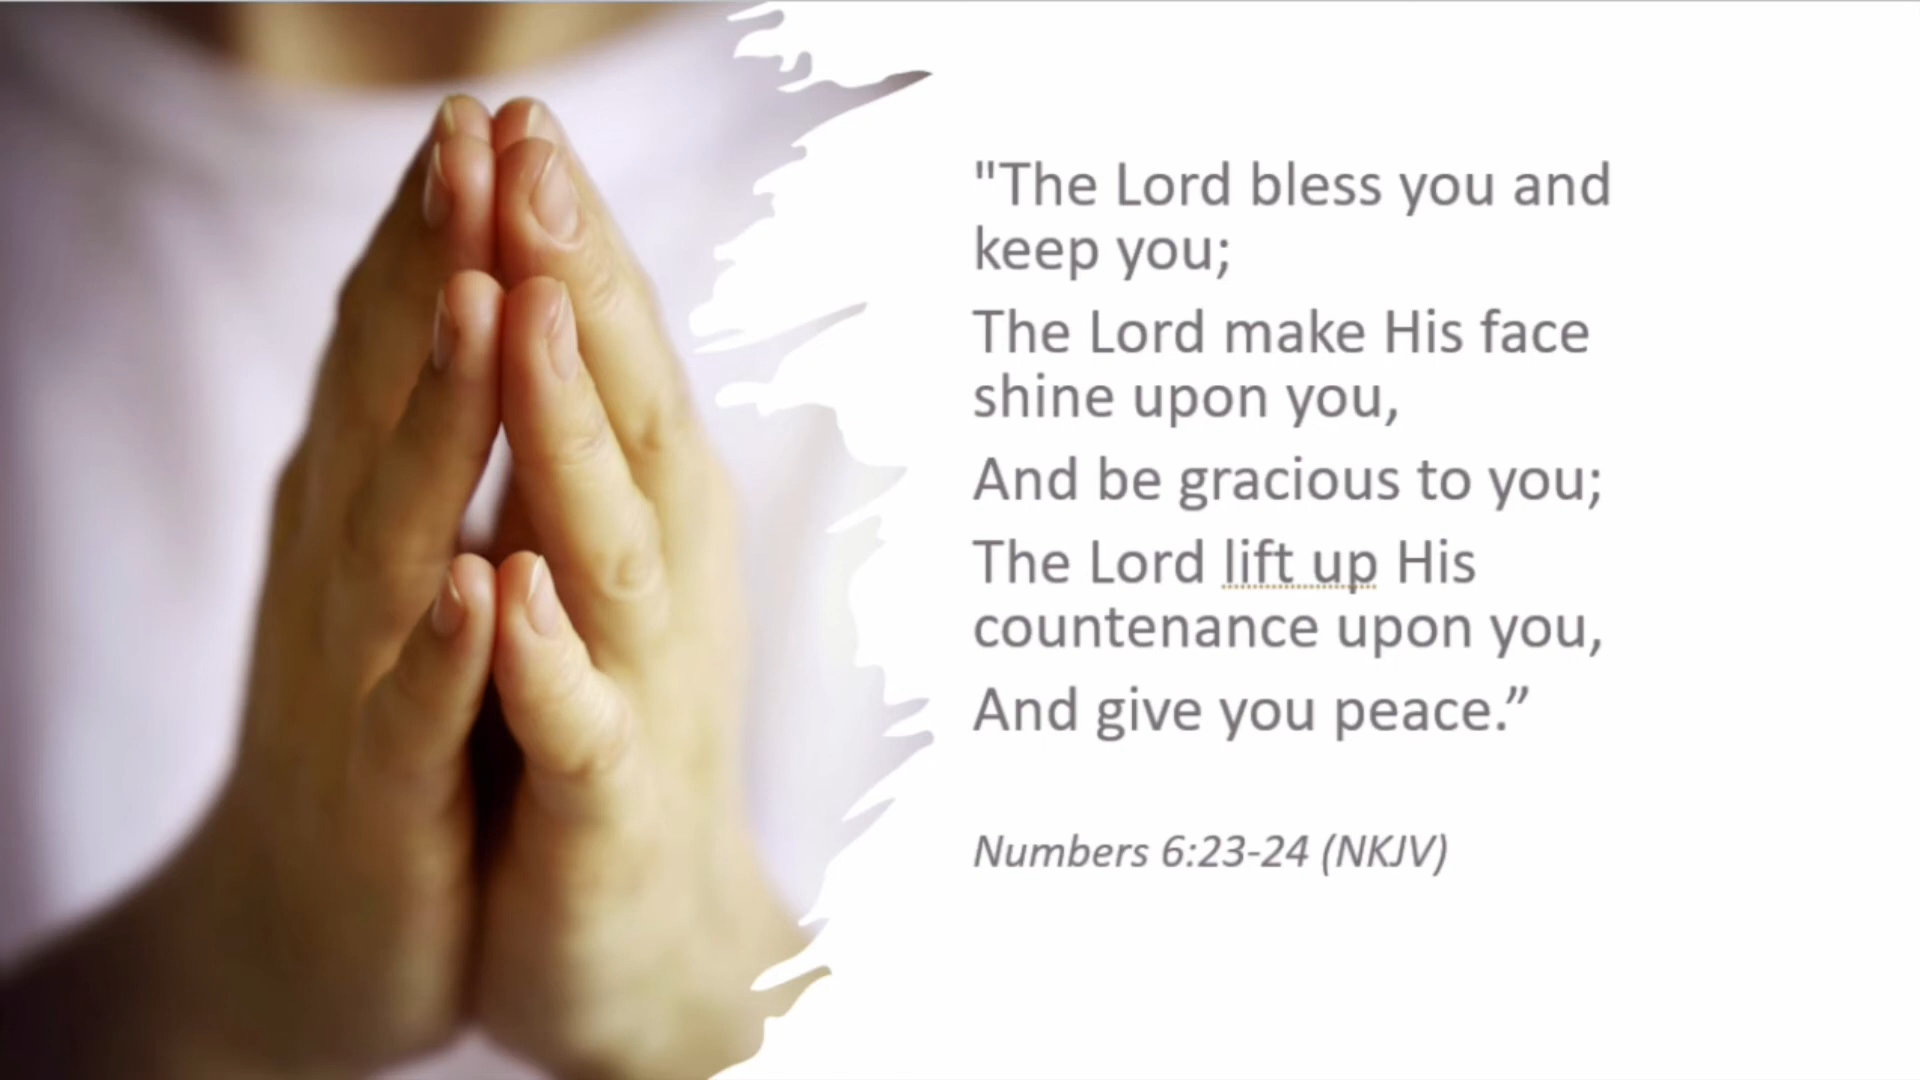 "The Lord bless you and
keep you;
The Lord make His face
shine upon you,
And be gracious to you;
The Lord lift up His
countenance upon you,
And give you peace.”
Numbers 6:23-24 (NKJV)